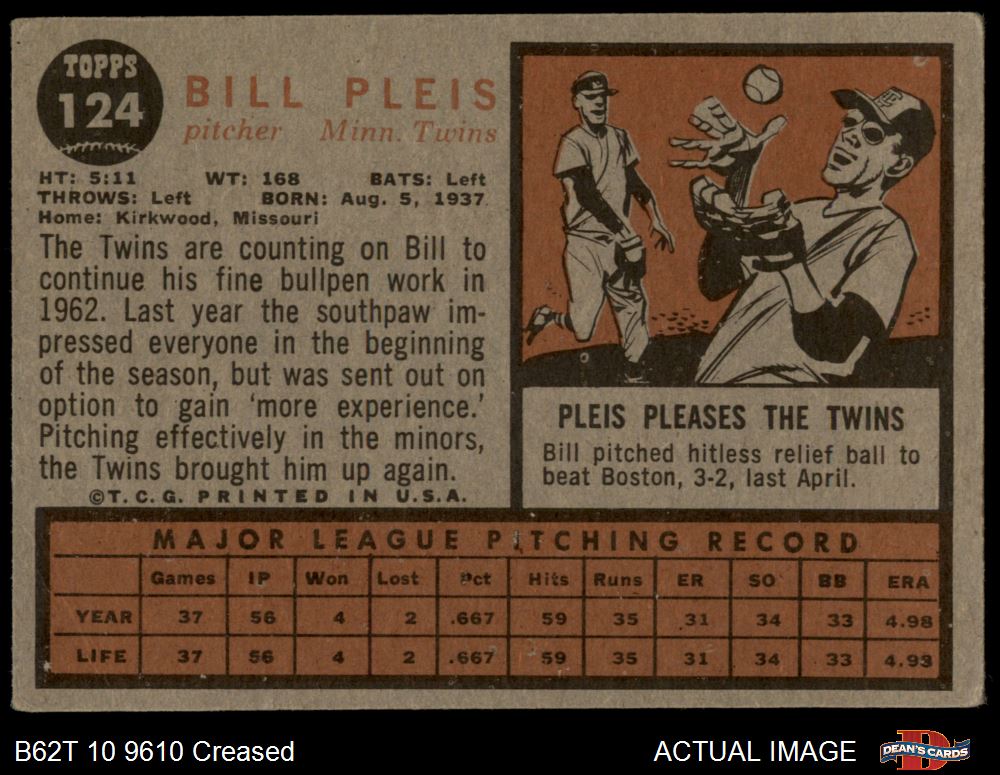 TOPPS
124
BILL PLEIS
pitcher Minn. Twins
HT: 5:11 WT: 168 BATS: Left
THROWS: Left BORN: Aug. 5, 1937
Home: Kirkwood, Missouri
The Twins are counting on Bill to
continue his fine bullpen work in
1962. Last year the southpaw im-
pressed everyone in the beginning
of the season, but was sent out on
option to gain 'more experience.'
Pitching effectively in the minors,
the Twins brought him up again.
©T.C.G. PRINTED IN U.S.A.
PLEIS PLEASES THE TWINS
Bill pitched hitless relief ball to
beat Boston, 3-2, last April.
MAJOR LEAGUE PITCHING RECORD
Games IP Won Lost Pct Hits Runs ER SO BB ERA
YEAR 37 56 4 2 .667 59 35 31 34 33 4.98
LIFE 37 56 4 2 .667 59 35 31 34 33 4.98
B62T 10 9610 Creased
ACTUAL IMAGE
DEAN'S CARDS